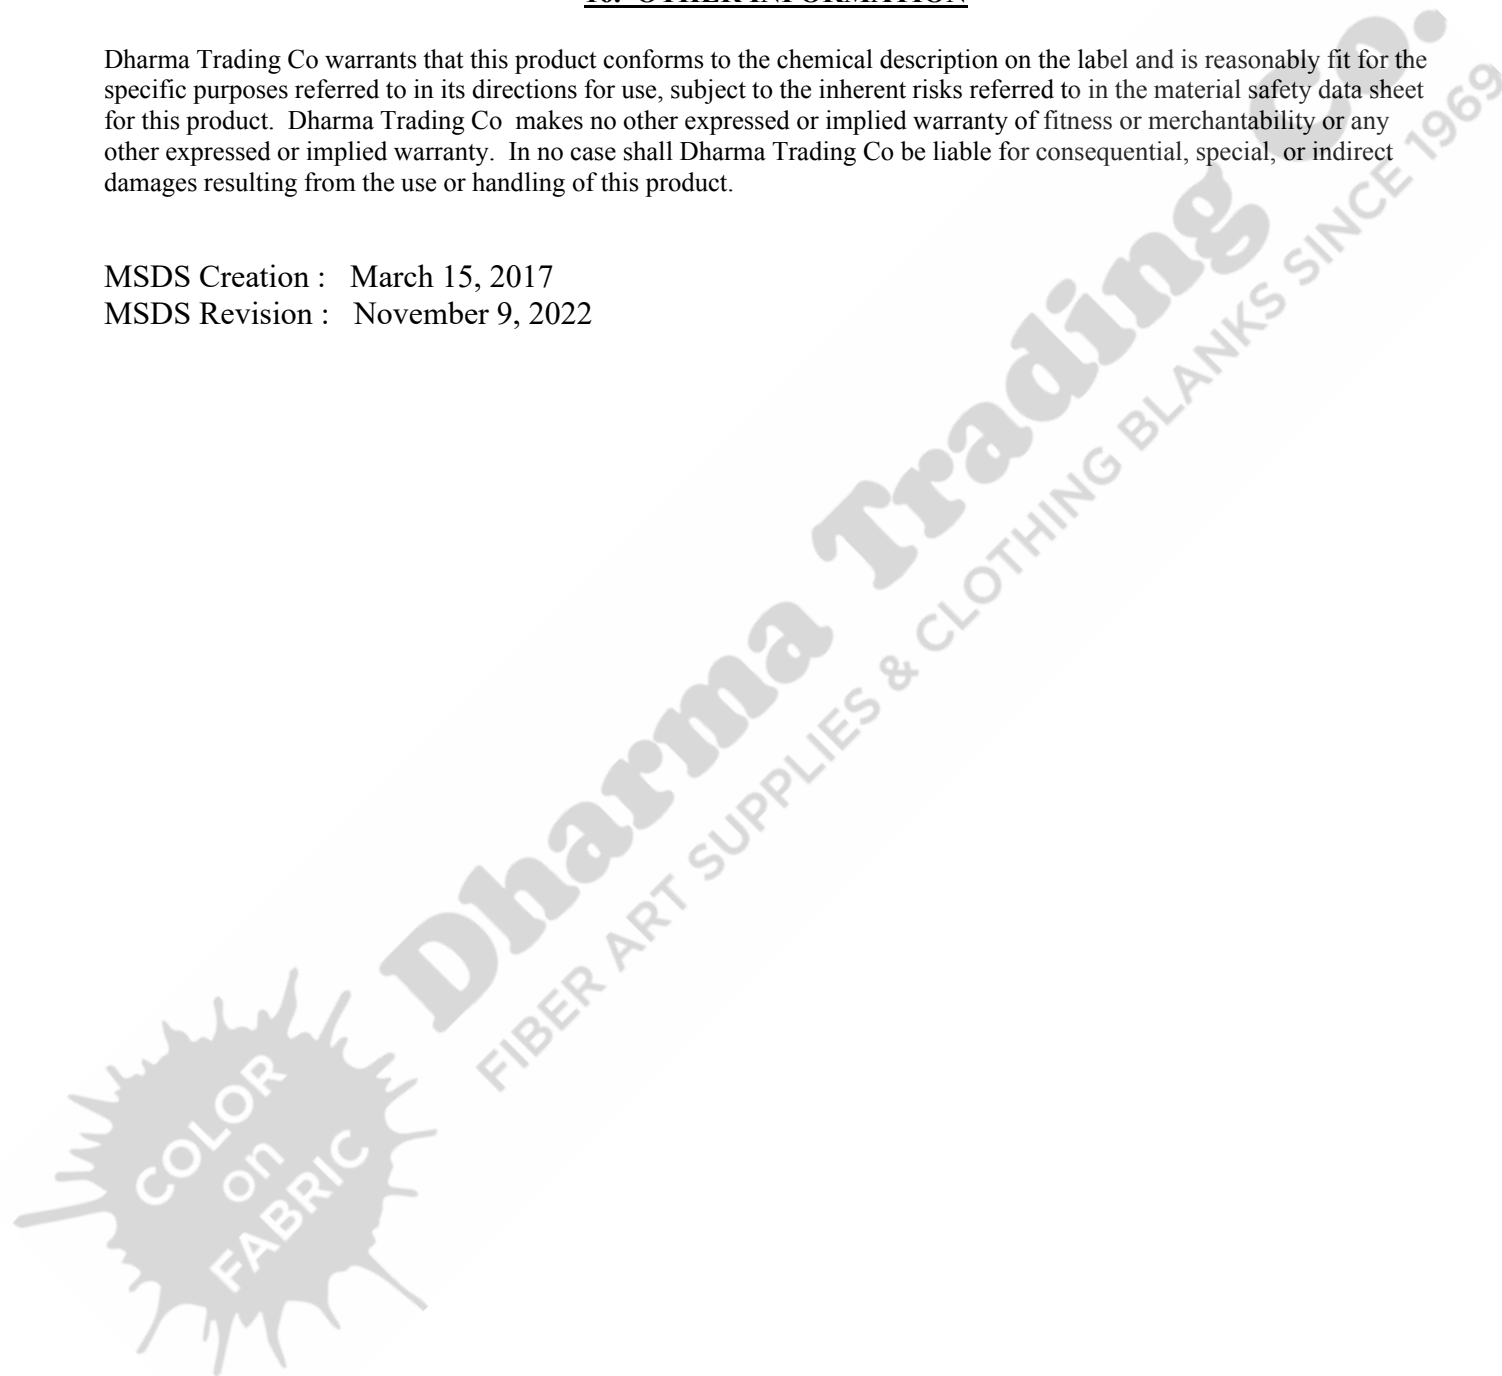 16.  OTHER INFORMATION
Dharma Trading Co warrants that this product conforms to the chemical description on the label and is reasonably fit for the
specific purposes referred to in its directions for use, subject to the inherent risks referred to in the material safety data sheet
for this product.  Dharma Trading Co  makes no other expressed or implied warranty of fitness or merchantability or any
other expressed or implied warranty.  In no case shall Dharma Trading Co be liable for consequential, special, or indirect
damages resulting from the use or handling of this product.
MSDS Creation :   March 15, 2017
MSDS Revision :   November 9, 2022
Dharma Trading Co.
FIBER ART SUPPLIES & CLOTHING BLANKS SINCE 1969
COLOR
on
FABRIC